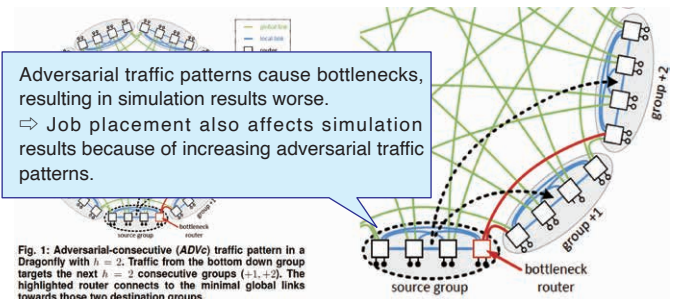 global link
local link
router
Adversarial traffic patterns cause bottlenecks,
resulting in simulation results worse.
⇨ Job placement also affects simulation
results because of increasing adversarial traffic
patterns.
group +1
bottleneck
router
source group
Fig. 1: Adversarial-consecutive (ADVc) traffic pattern in a
Dragonfly with h = 2. Traffic from the bottom down group
targets the next h = 2 consecutive groups (+1, +2). The
highlighted router connects to the minimal global links
towards those two destination groups.
group +2
group +1
bottleneck
router
source group